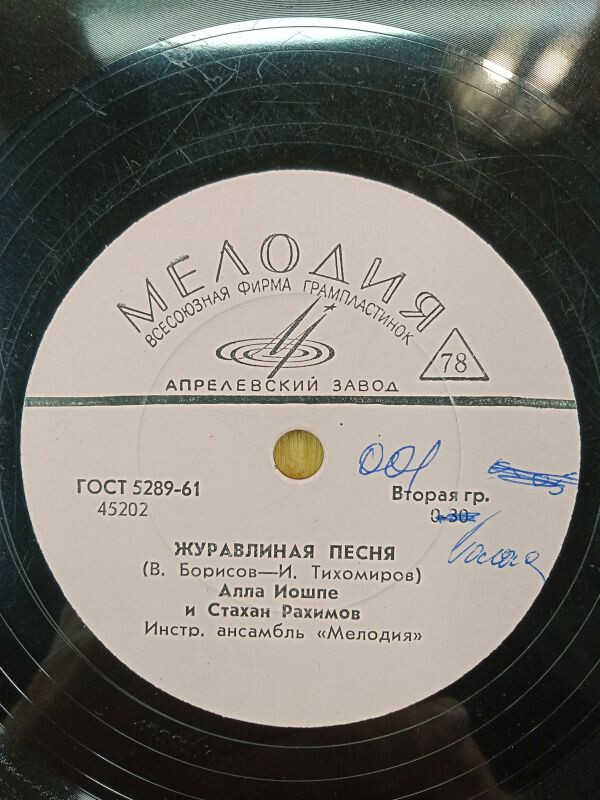 МЕЛОДИЯ
ВСЕСОЮЗНАЯ ФИРМА ГРАМПЛАСТИНОК
78
АПРЕЛЕВСКИЙ ЗАВОД
ГОСТ 5289-61
45202
001
Вторая гр.
0-30
ЖУРАВЛИНАЯ ПЕСНЯ
(В. Борисов—И. Тихомиров)
Алла Иошпе
и Стахан Рахимов
Инстр. ансамбль «Мелодия»